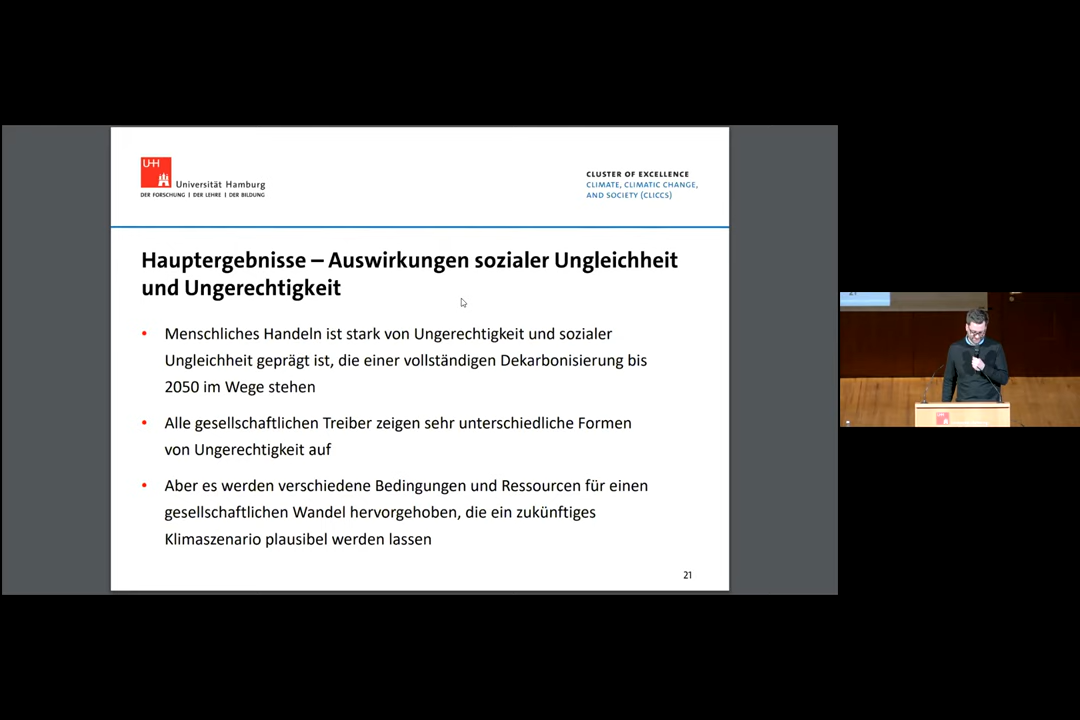 UHH
Universität Hamburg
DER FORSCHUNG | DER LEHRE | DER BILDUNG
CLUSTER OF EXCELLENCE
CLIMATE, CLIMATIC CHANGE,
AND SOCIETY (CLICCS)
Hauptergebnisse – Auswirkungen sozialer Ungleichheit
und Ungerechtigkeit
• Menschliches Handeln ist stark von Ungerechtigkeit und sozialer
Ungleichheit geprägt ist, die einer vollständigen Dekarbonisierung bis
2050 im Wege stehen
• Alle gesellschaftlichen Treiber zeigen sehr unterschiedliche Formen
von Ungerechtigkeit auf
• Aber es werden verschiedene Bedingungen und Ressourcen für einen
gesellschaftlichen Wandel hervorgehoben, die ein zukünftiges
Klimaszenario plausibel werden lassen
21